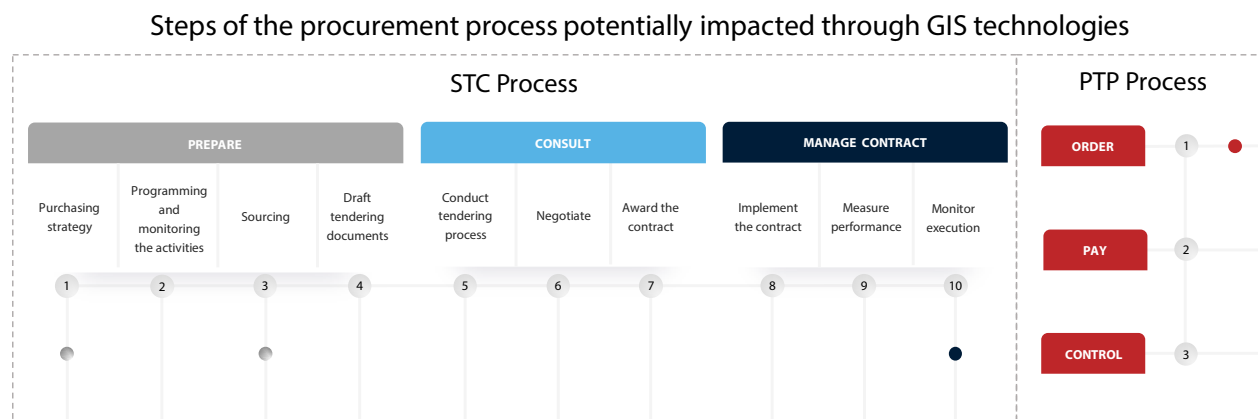 Steps of the procurement process potentially impacted through GIS technologies
STC Process
PREPARE
CONSULT
MANAGE CONTRACT
Purchasing
strategy
Programming
and
monitoring
the activities
Sourcing
Draft
tendering
documents
Conduct
tendering
process
Negotiate
Award the
contract
Implement
the contract
Measure
performance
Monitor
execution
1
2
3
4
5
6
7
8
9
10
PTP Process
ORDER
1
PAY
2
CONTROL
3